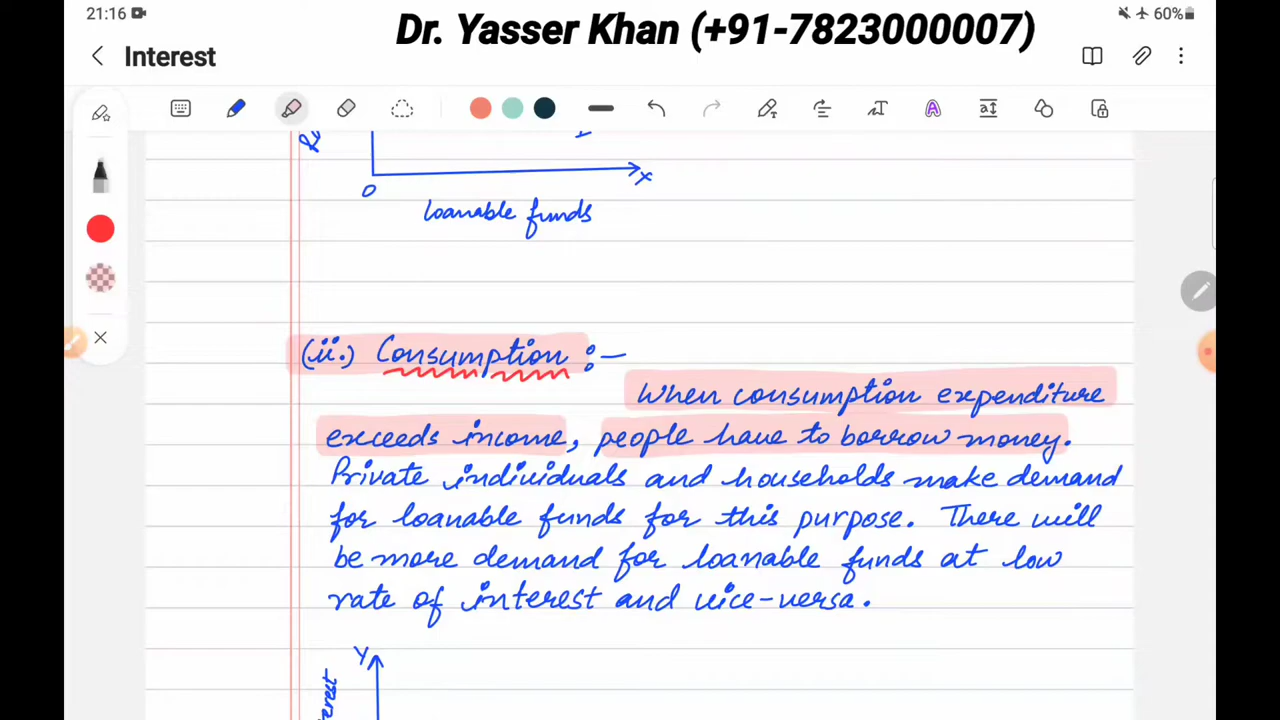 21:16
60%
Dr. Yasser Khan (+91-7823000007)
Interest
O
X
loanable funds
(ii.) Consumption :-
When consumption expenditure
exceeds income, people have to borrow money.
Private individuals and households make demand
for loanable funds for this purpose. There will
be more demand for loanable funds at low
rate of interest and vice-versa.
Y